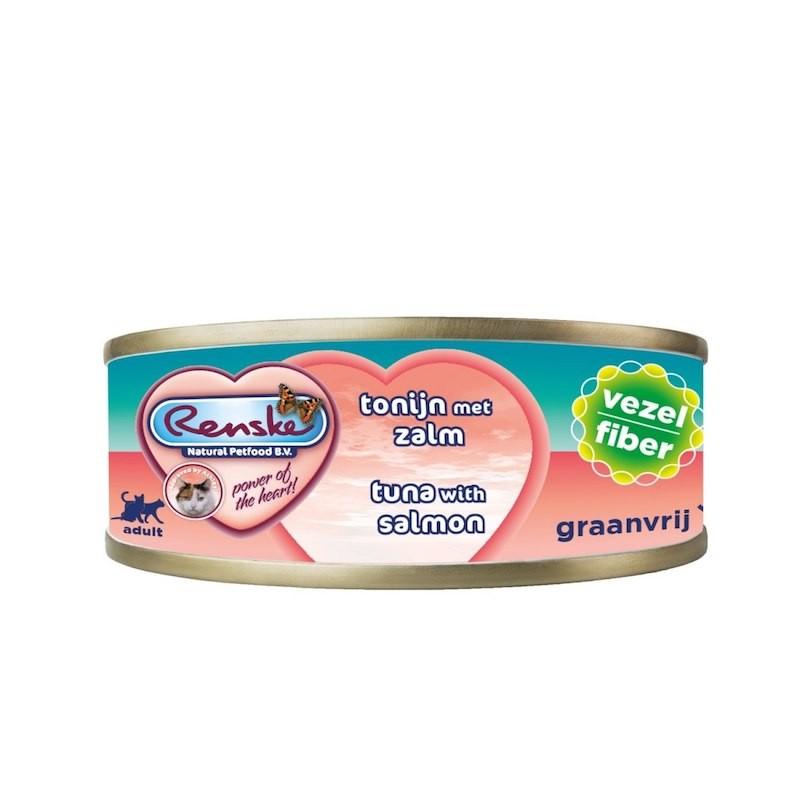 Renske
Natural Petfood B.V.
power of
the heart!
adult
tonijn met
zalm
tuna with
salmon
vezel
fiber
graanvrij